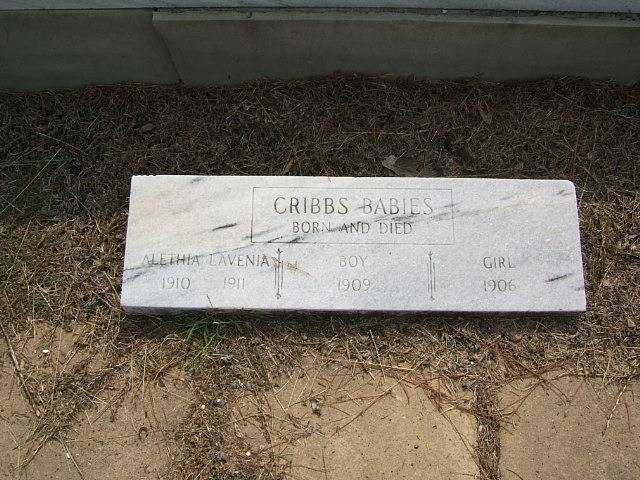 CRIBBS BABIES
BORN AND DIED
ALETHIA LAVENIA BOY GIRL
1910 1911 1909 1906